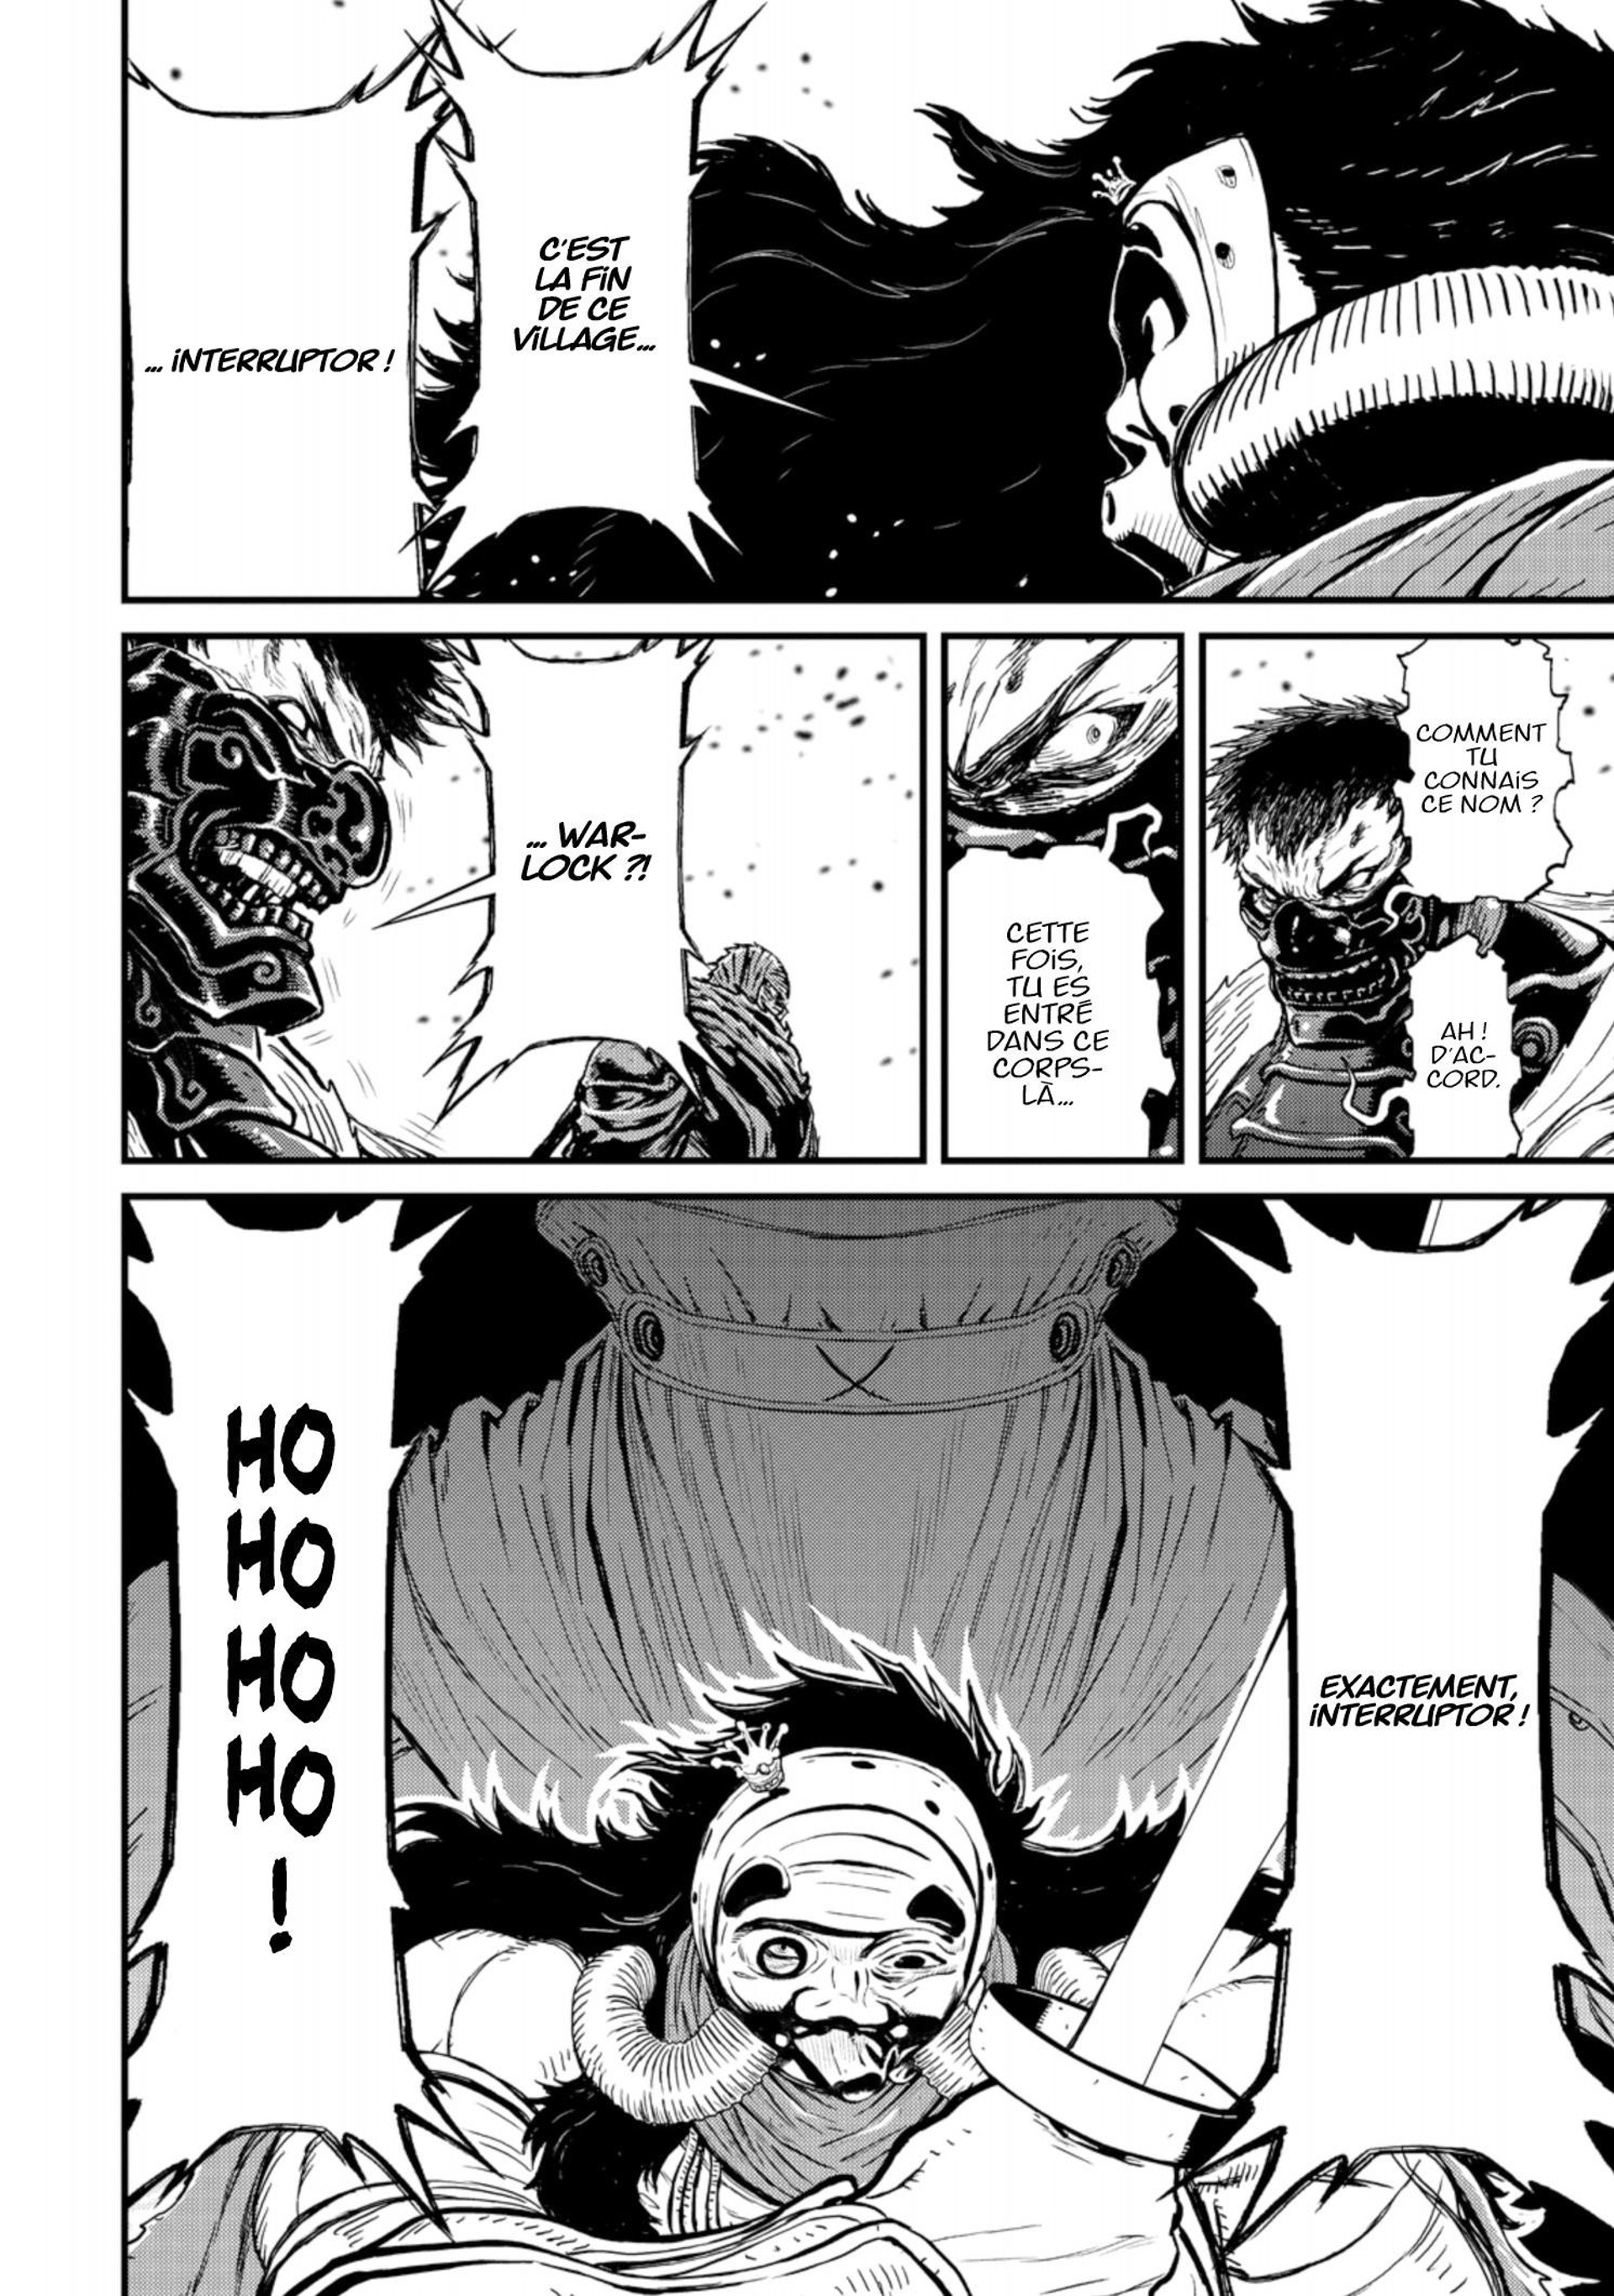 C'EST
LA FIN
DE CE
VILLAGE...
... INTERRUPTOR !
COMMENT
TU
CONNAIS
CE NOM ?
AH !
D'AC-
CORD.
CETTE
FOIS,
TU ES
ENTRÉ
DANS CE
CORPS-
LÀ...
... WAR-
LOCK ?!
EXACTEMENT,
INTERRUPTOR !
HO
HO
HO
HO
!